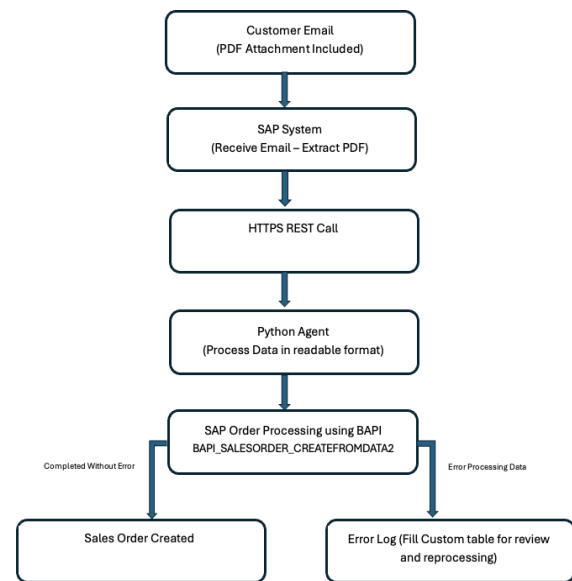 Customer Email
(PDF Attachment Included)
SAP System
(Receive Email – Extract PDF)
HTTPS REST Call
Python Agent
(Process Data in readable format)
SAP Order Processing using BAPI
BAPI_SALESORDER_CREATEFROMDATA2
Completed Without Error
Error Processing Data
Sales Order Created
Error Log (Fill Custom table for review
and reprocessing)